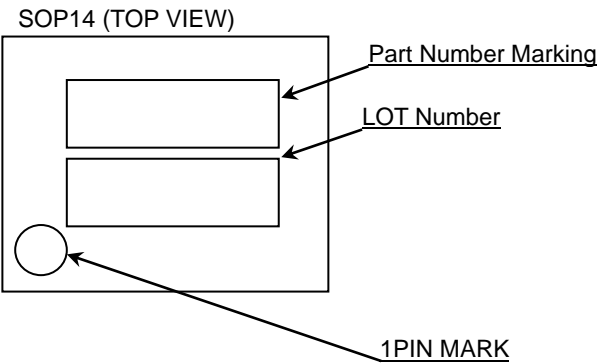 SOP14 (TOP VIEW)
Part Number Marking
LOT Number
1PIN MARK